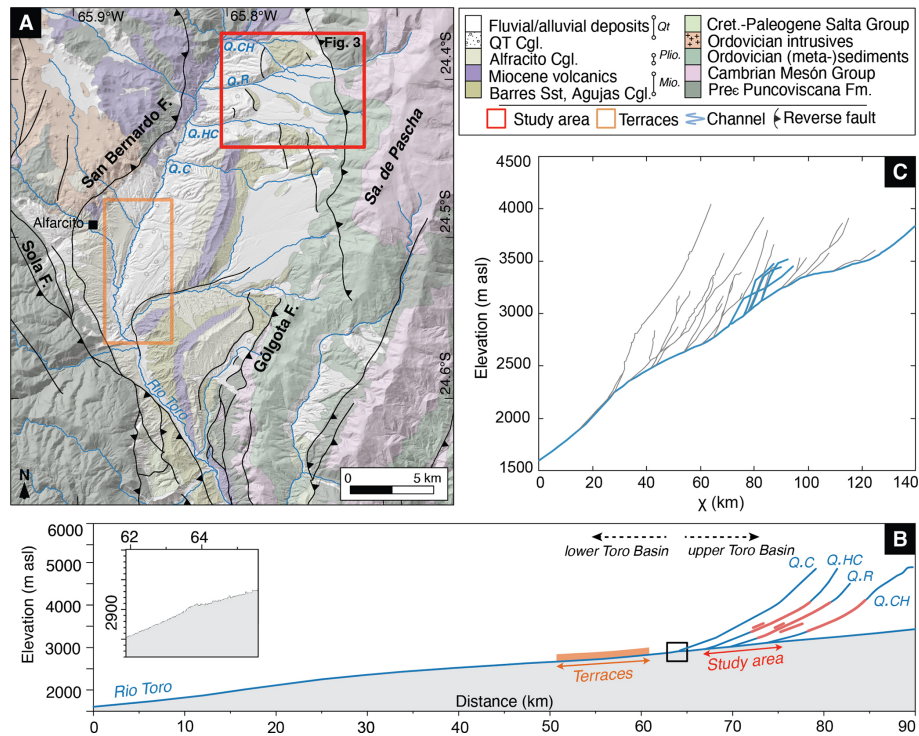 A
65.9°W
65.8°W
Q.CH
Fig. 3
24.4°S
Q.R
San Bernardo F.
Q.HC
Sa. de Pascha
Q.C
24.5°S
Alfarcito
Sola F.
Gólgota F.
24.6°S
Rio Toro
N
0 5 km
Fluvial/alluvial deposits
QT Cgl.
Alfracito Cgl.
Miocene volcanics
Barres Sst, Agujas Cgl.
Qt
Plio.
Mio.
Cret.-Paleogene Salta Group
Ordovician intrusives
Ordovician (meta-)sediments
Cambrian Mesón Group
Preꞓ Puncoviscana Fm.
Study area
Terraces
Channel
Reverse fault
C
4500
4000
3500
3000
2500
2000
1500
Elevation (m asl)
0 20 40 60 80 100 120 140
χ (km)
B
6000
5000
4000
3000
2000
Elevation (m asl)
62 64
2900
lower Toro Basin
upper Toro Basin
Q.C
Q.HC
Q.R
Q.CH
Terraces
Study area
Rio Toro
Distance (km)
0 10 20 30 40 50 60 70 80 90